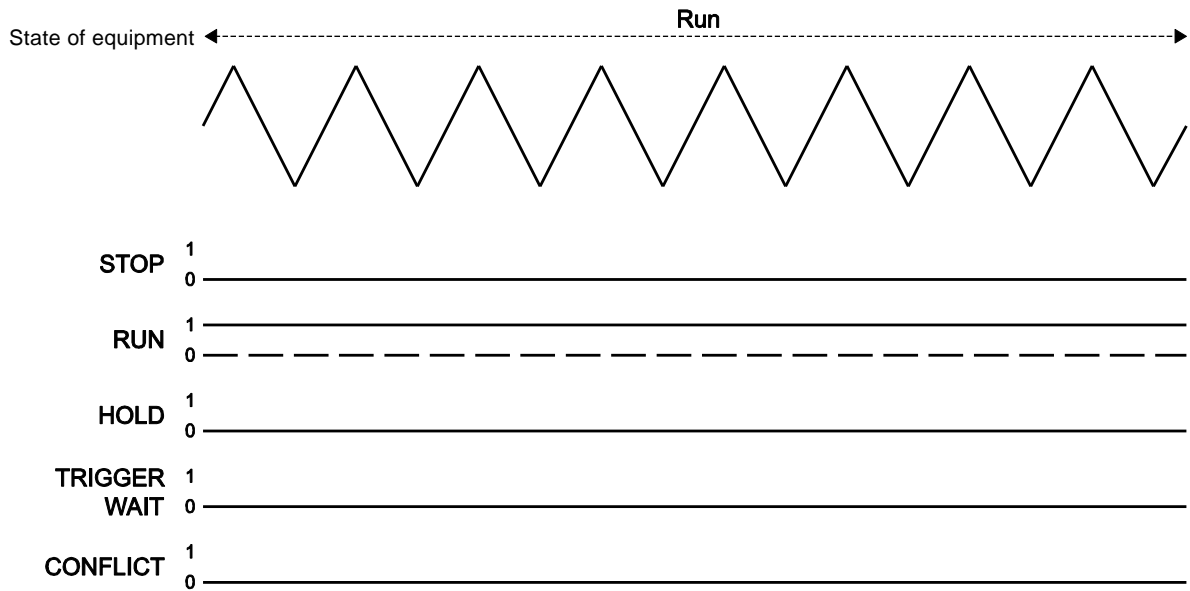 Run
State of equipment
1
STOP
0
1
RUN
0
1
HOLD
0
TRIGGER 1
WAIT 0
1
CONFLICT
0